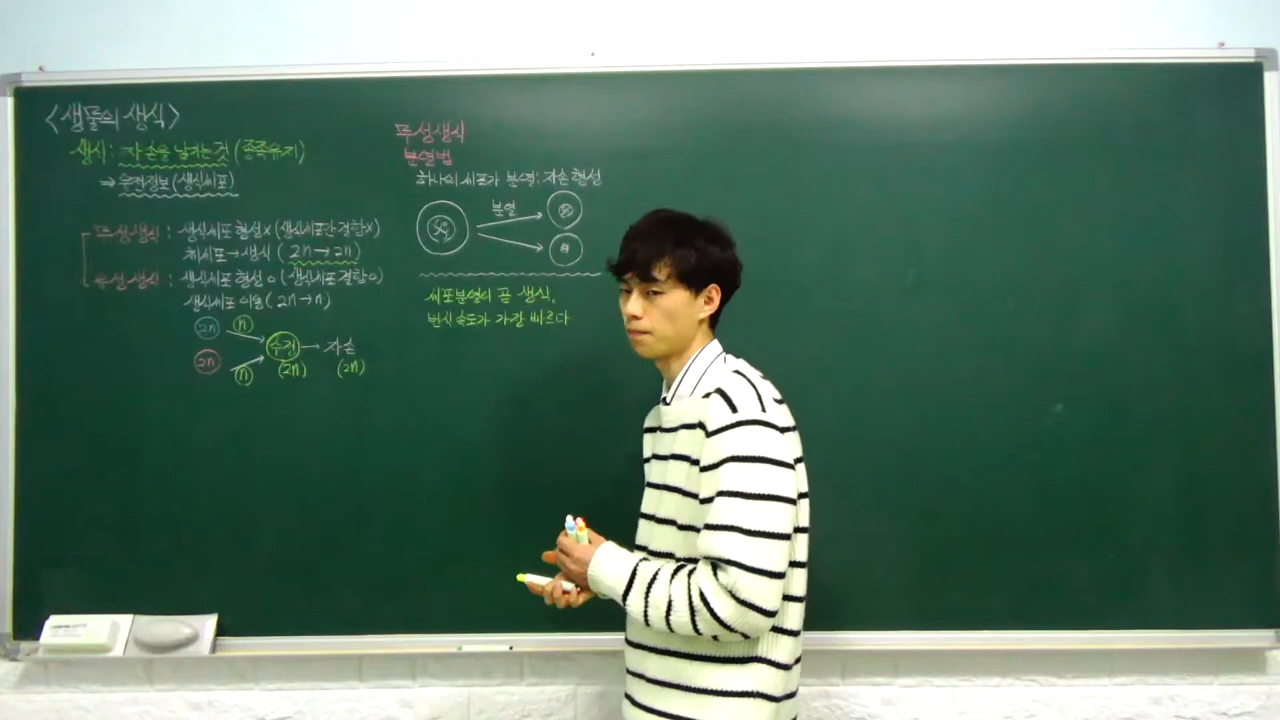 <생물의 생식>
생식: 자손을 남기는것 (종족유지)
⇒ 유전정보(생식세포)
무성생식: 생식세포 형성 x (생식세포간 결합 x)
체세포→생식 (2n→2n)
유성생식: 생식세포 형성 o (생식세포 결합 o)
생식세포 이용 (2n→n)
2n n
수정 → 자손
2n n (2n) (2n)
무성생식
분열법
하나의 세포가 분열: 자손 형성
분열
세포분열이 곧 생식.
번식 속도가 가장 빠르다